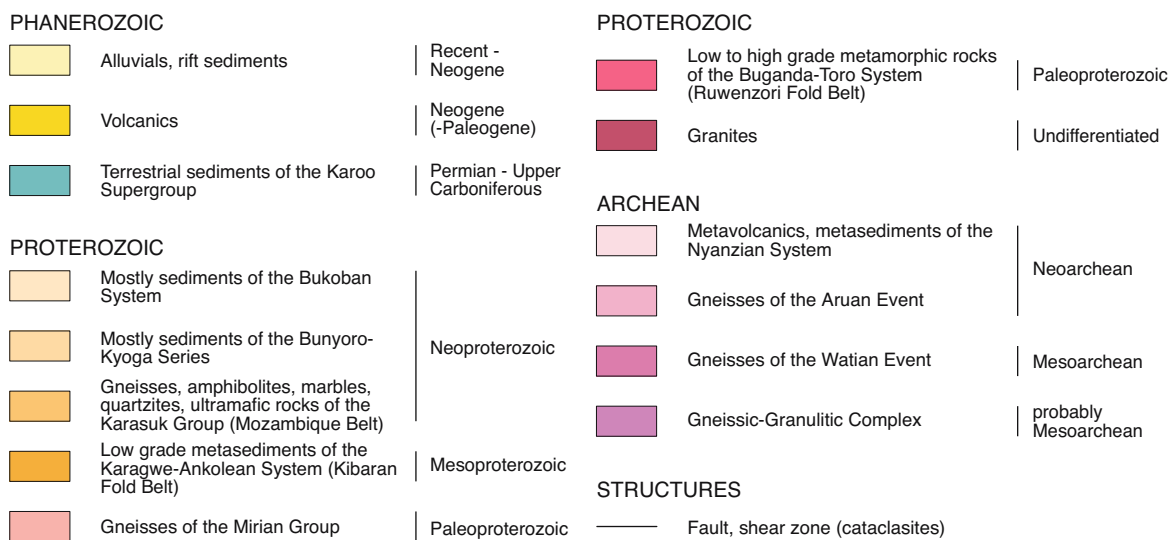 PHANEROZOIC
Alluvials, rift sediments
Recent -
Neogene
Volcanics
Neogene
(-Paleogene)
Terrestrial sediments of the Karoo
Supergroup
Permian - Upper
Carboniferous
PROTEROZOIC
Mostly sediments of the Bukoban
System
Mostly sediments of the Bunyoro-
Kyoga Series
Gneisses, amphibolites, marbles,
quartzites, ultramafic rocks of the
Karasuk Group (Mozambique Belt)
Neoproterozoic
Low grade metasediments of the
Karagwe-Ankolean System (Kibaran
Fold Belt)
Mesoproterozoic
Gneisses of the Mirian Group
Paleoproterozoic
PROTEROZOIC
Low to high grade metamorphic rocks
of the Buganda-Toro System
(Ruwenzori Fold Belt)
Paleoproterozoic
Granites
Undifferentiated
ARCHEAN
Metavolcanics, metasediments of the
Nyanzian System
Gneisses of the Aruan Event
Neoarchean
Gneisses of the Watian Event
Mesoarchean
Gneissic-Granulitic Complex
probably
Mesoarchean
STRUCTURES
Fault, shear zone (cataclasites)